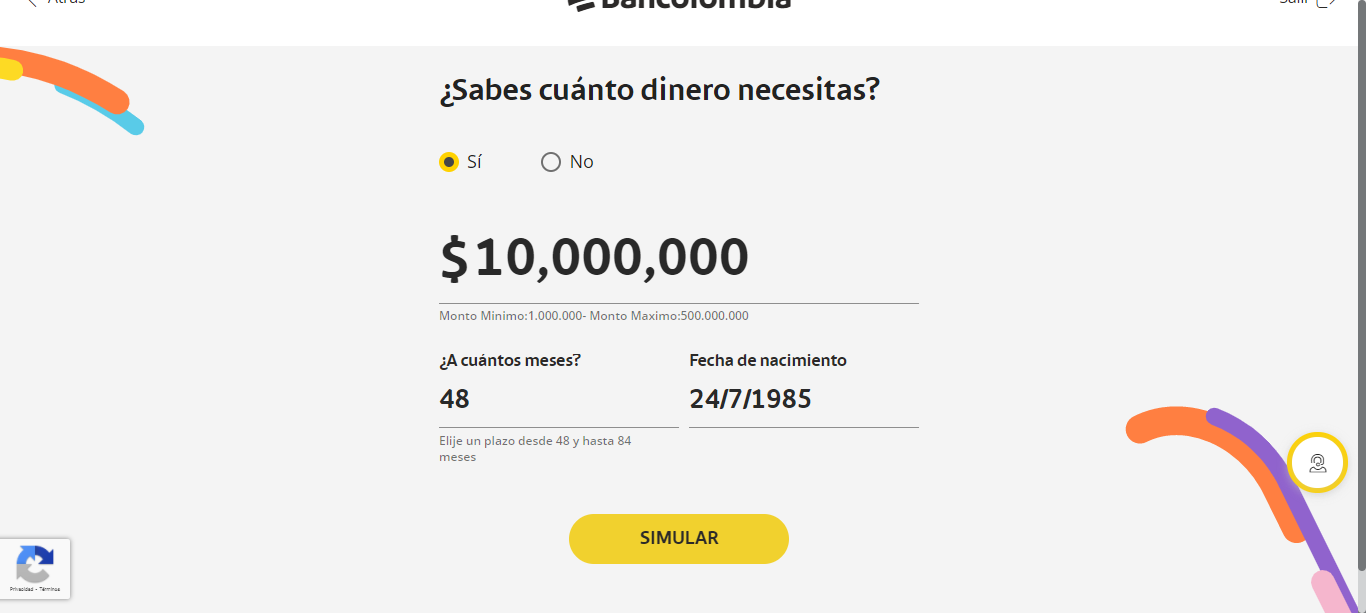 Atrás
Bancolombia
Salir
¿Sabes cuánto dinero necesitas?
Sí
No
$10,000,000
Monto Minimo:1.000.000- Monto Maximo:500.000.000
¿A cuántos meses?
Fecha de nacimiento
48
24/7/1985
Elije un plazo desde 48 y hasta 84
meses
SIMULAR
Privacidad - Términos